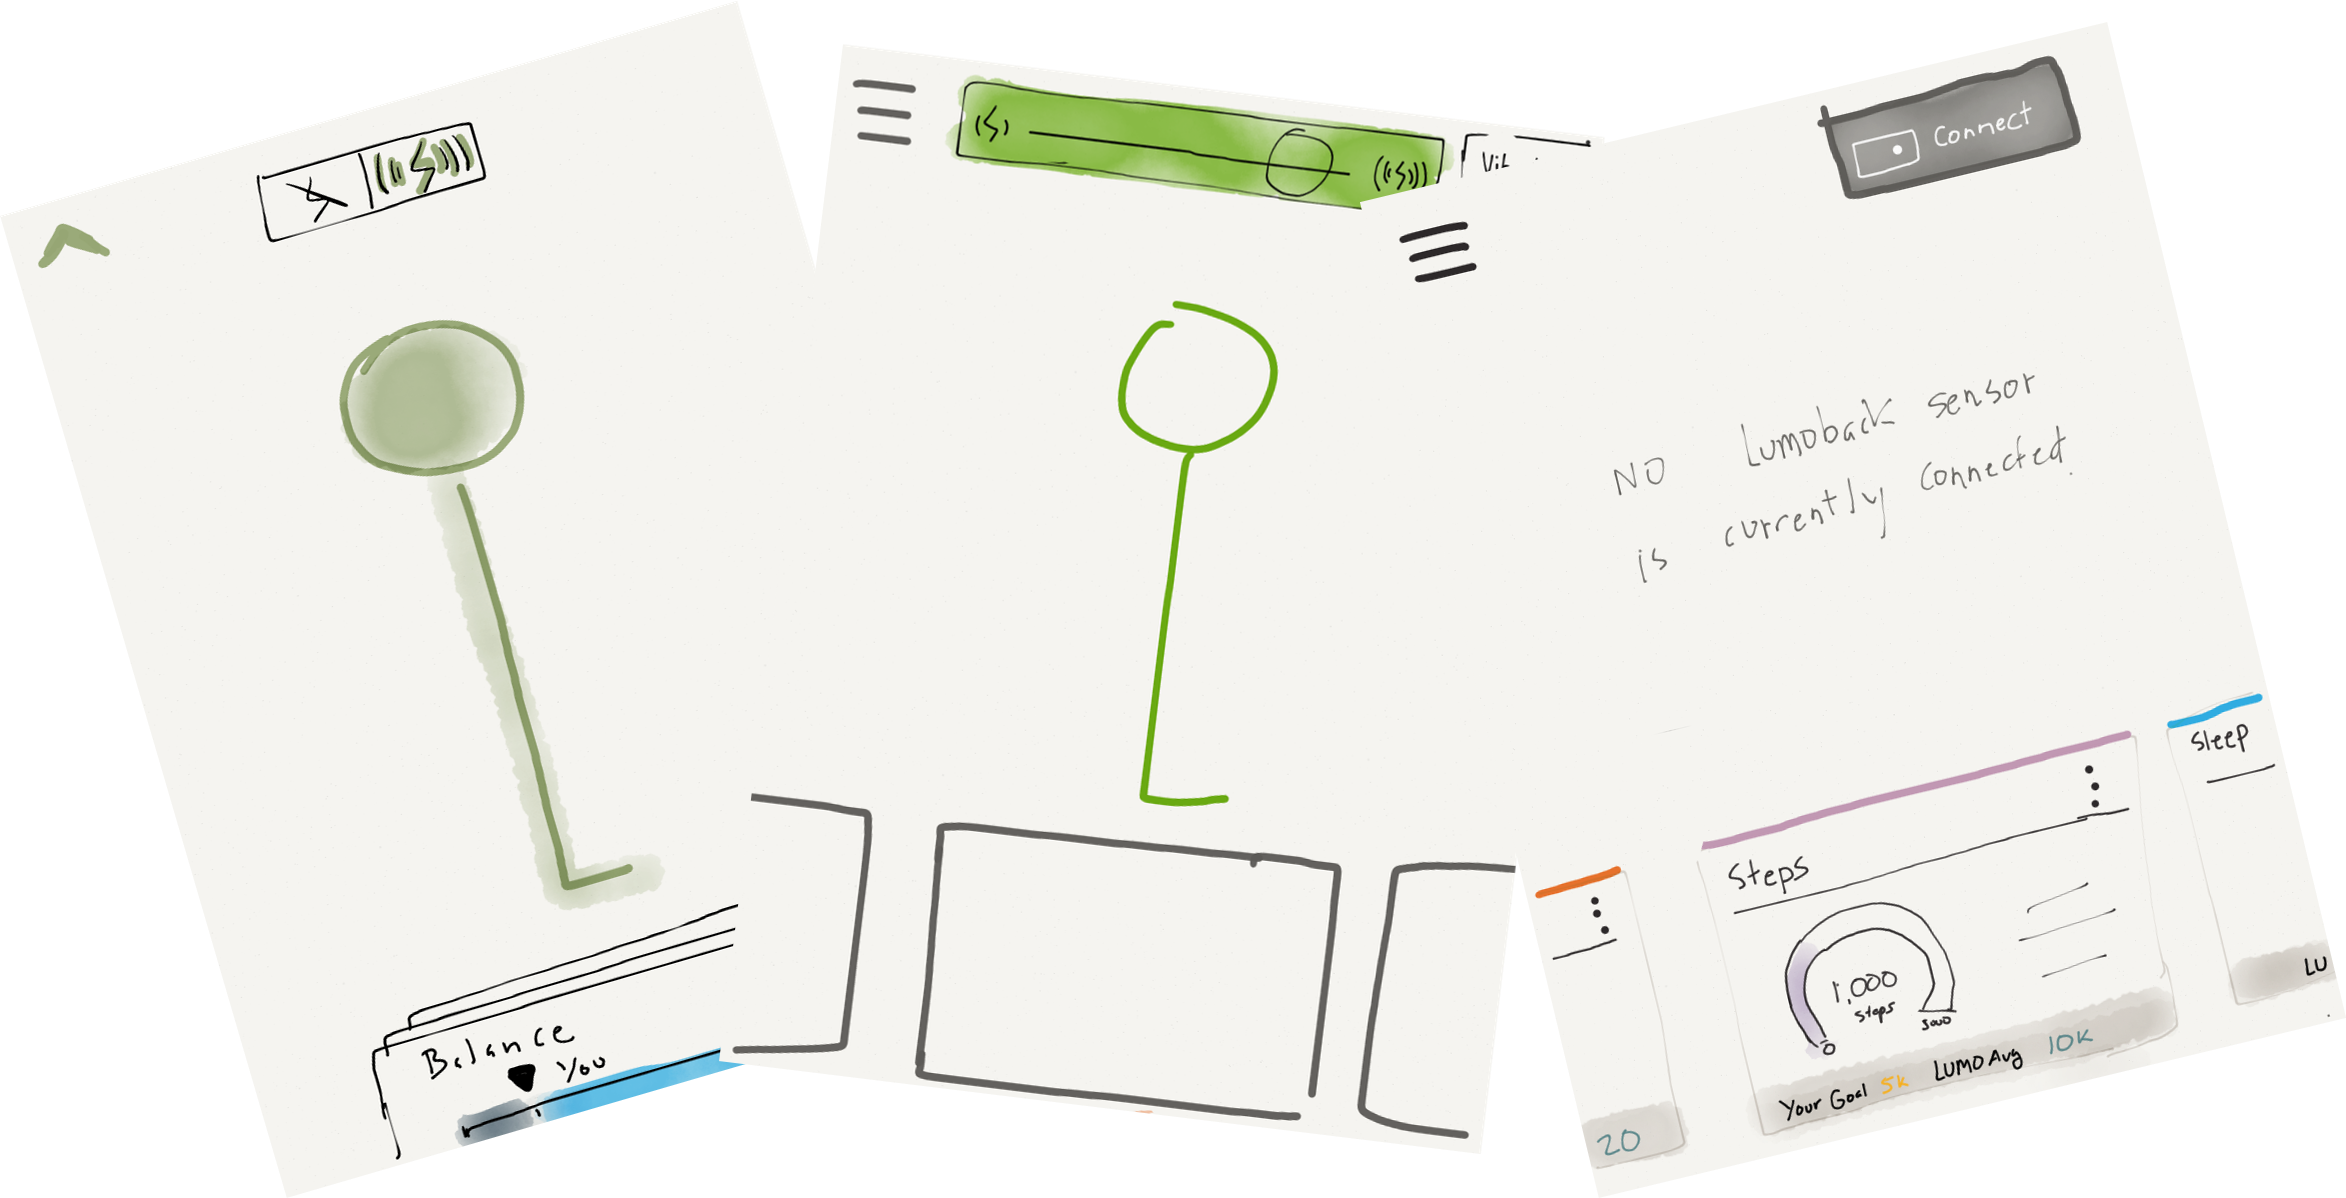 Balance
You
ViL
Connect
NO Lumoback sensor
is currently connected.
20
Steps
1,000
steps
0
5000
Your Goal 5K LUMO Avg 10K
Sleep
LU